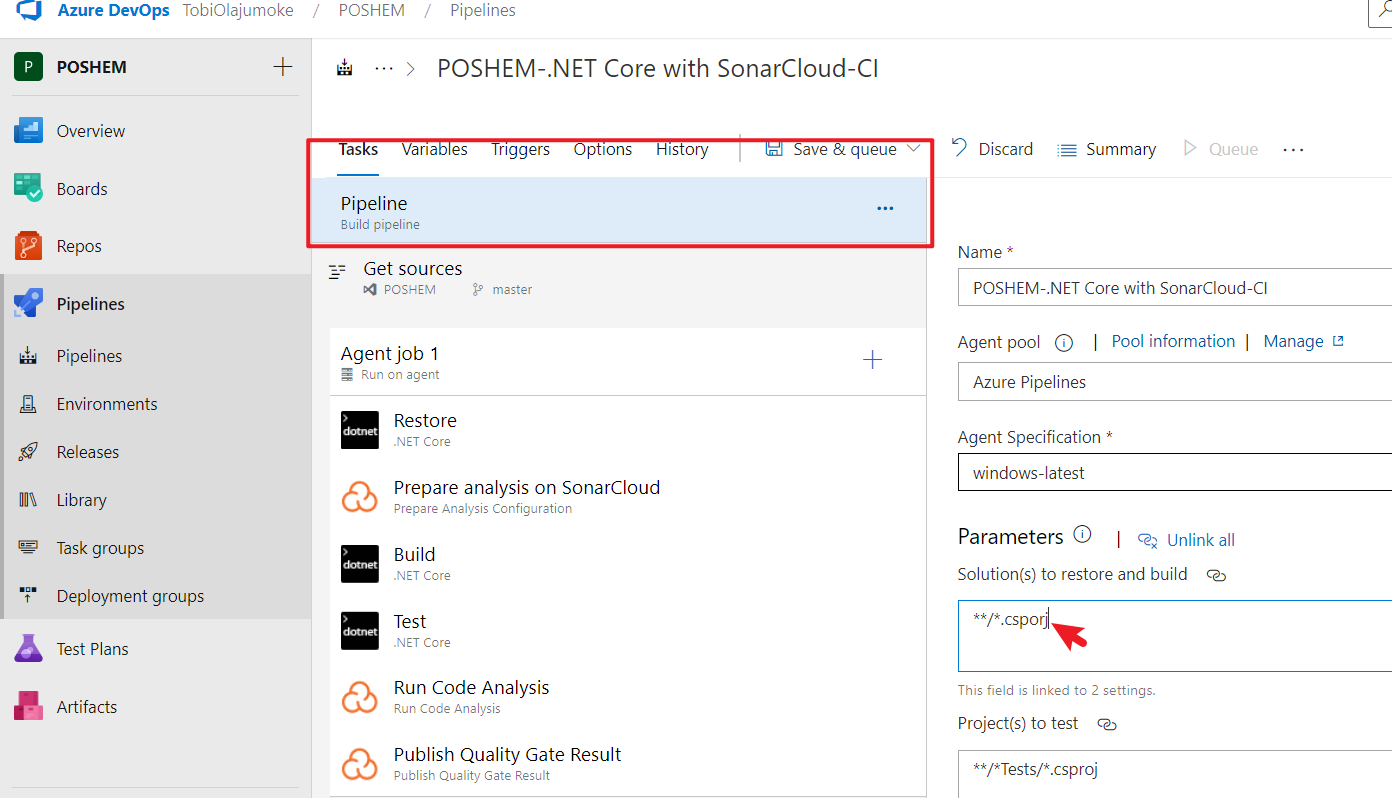 Azure DevOps TobiOlajumoke / POSHEM / Pipelines
P POSHEM
Overview
Boards
Repos
Pipelines
Pipelines
Environments
Releases
Library
Task groups
Deployment groups
Test Plans
Artifacts
··· > POSHEM-.NET Core with SonarCloud-CI
Tasks Variables Triggers Options History | Save & queue Discard Summary Queue ···
Pipeline ···
Build pipeline
Get sources
POSHEM master
Agent job 1
Run on agent
dotnet Restore
.NET Core
Prepare analysis on SonarCloud
Prepare Analysis Configuration
dotnet Build
.NET Core
dotnet Test
.NET Core
Run Code Analysis
Run Code Analysis
Publish Quality Gate Result
Publish Quality Gate Result
Name *
POSHEM-.NET Core with SonarCloud-CI
Agent pool | Pool information | Manage
Azure Pipelines
Agent Specification *
windows-latest
Parameters | Unlink all
Solution(s) to restore and build
**/*.csporj
This field is linked to 2 settings.
Project(s) to test
**/*Tests/*.csproj